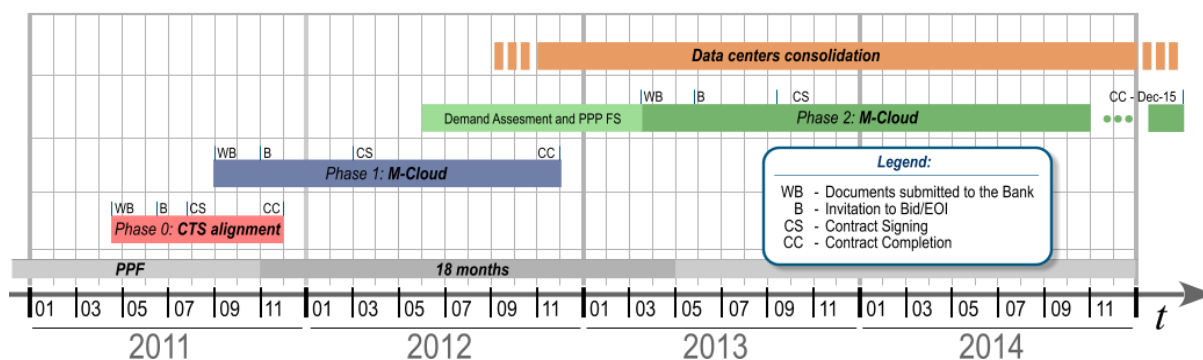 Data centers consolidation
WB B CS CC - Dec-15
Demand Assesment and PPP FS Phase 2: M-Cloud
WB B CS CC
Phase 1: M-Cloud
WB B CS CC
Phase 0: CTS alignment
Legend:
WB - Documents submitted to the Bank
B - Invitation to Bid/EOI
CS - Contract Signing
CC - Contract Completion
PPF 18 months
01 03 05 07 09 11 01 03 05 07 09 11 01 03 05 07 09 11 01 03 05 07 09 11
t
2011 2012 2013 2014